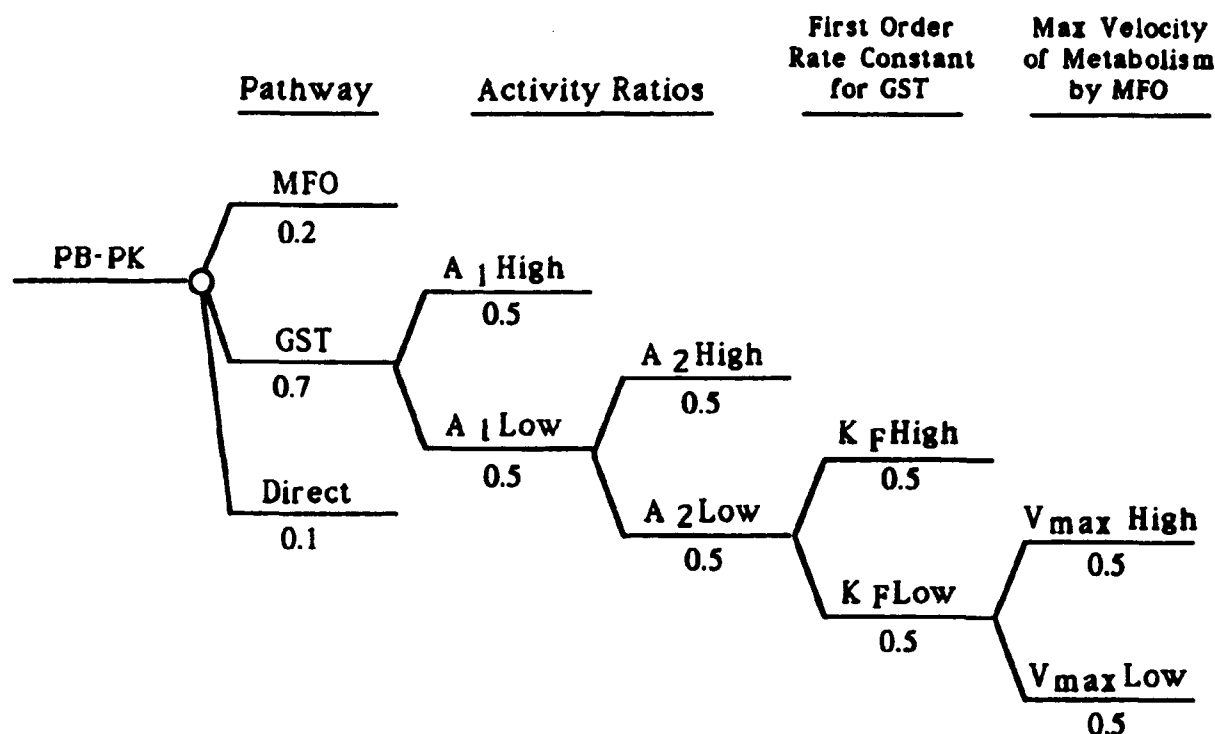 First Order
Rate Constant
for GST
Max Velocity
of Metabolism
by MFO
Pathway
Activity Ratios
MFO
0.2
PB-PK
A 1 High
0.5
GST
0.7
A 2 High
0.5
A 1 Low
0.5
K F High
0.5
Direct
0.1
A 2 Low
0.5
V max High
0.5
K F Low
0.5
V max Low
0.5